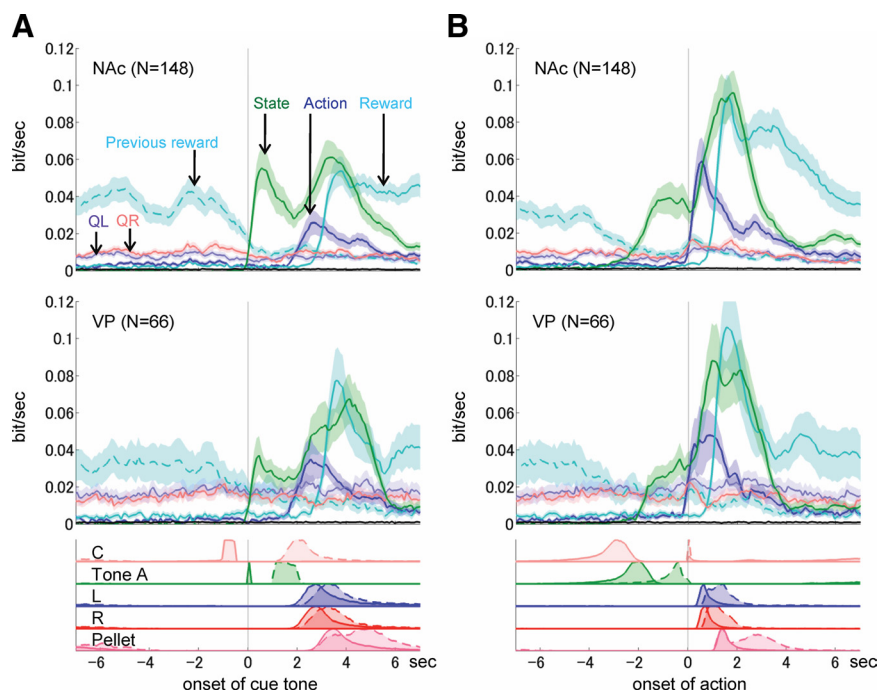 A
B
0.12
0.1
0.08
0.06
0.04
0.02
0
bit/sec
NAc (N=148)
State
Action
Reward
Previous reward
QL
QR
0.12
0.1
0.08
0.06
0.04
0.02
0
bit/sec
NAc (N=148)
0.12
0.1
0.08
0.06
0.04
0.02
0
bit/sec
VP (N=66)
0.12
0.1
0.08
0.06
0.04
0.02
0
bit/sec
VP (N=66)
C
Tone A
L
R
Pellet
-6 -4 -2 0 2 4 6 sec
onset of cue tone
-6 -4 -2 0 2 4 6 sec
onset of action